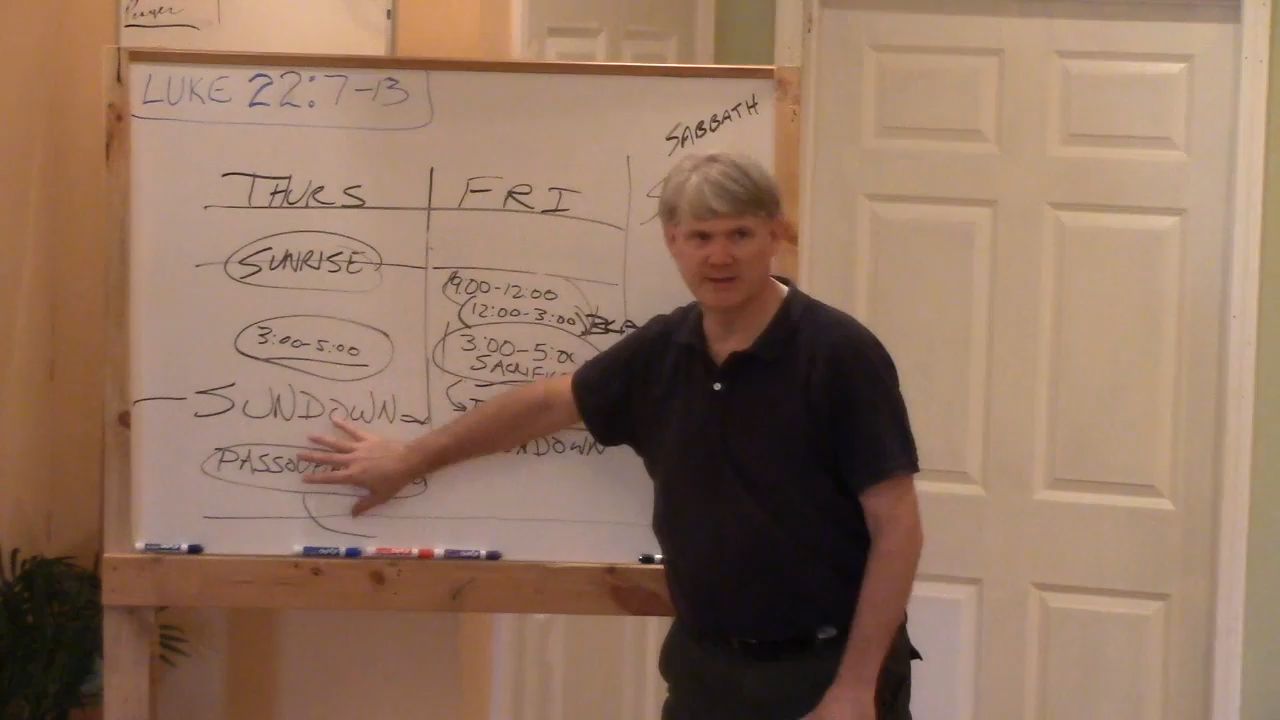 Prayer
LUKE 22:7-13
SABBATH
THURS
FRI
SUNRISE
9:00-12:00
12:00-3:00
3:00-5:00
3:00-5:00
SUNDOWN